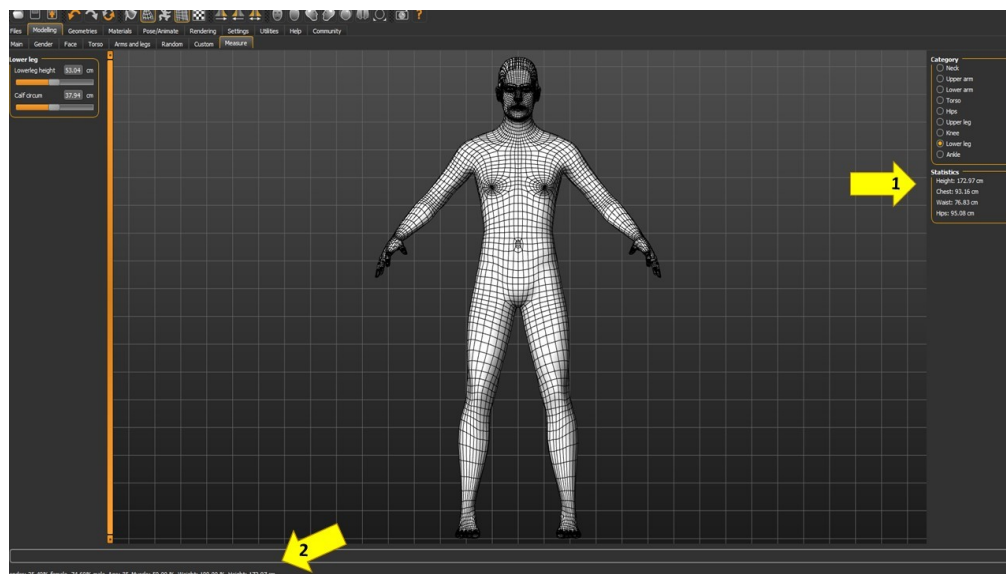 Files Modelling Geometries Materials Pose/Animate Rendering Settings Utilities Help Community
Main Gender Face Torso Arms and legs Random Custom Measure
Lower leg
Lowerleg height 53.04 cm
Calf circum 37.94 cm
Category
Neck
Upper arm
Lower arm
Torso
Hips
Upper leg
Knee
Lower leg
Ankle
1
Statistics
Height: 172.97 cm
Chest: 93.16 cm
Waist: 76.83 cm
Hips: 95.08 cm
2